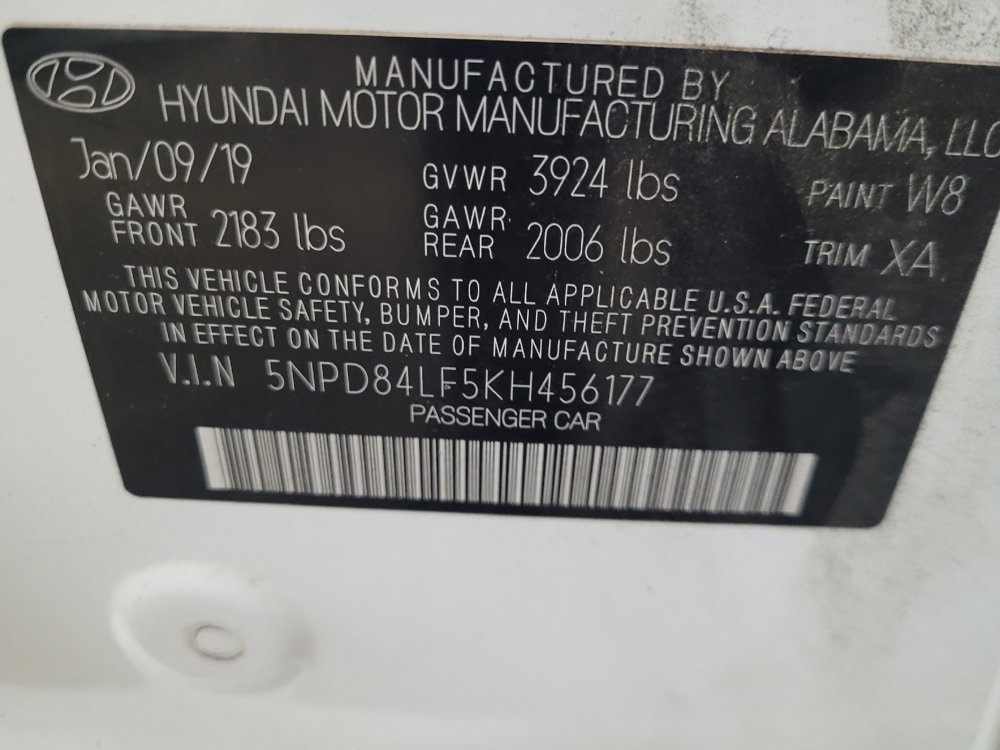 MANUFACTURED BY
HYUNDAI MOTOR MANUFACTURING ALABAMA, LLC
Jan/09/19 GVWR 3924 lbs PAINT W8
GAWR FRONT 2183 lbs GAWR REAR 2006 lbs TRIM XA
THIS VEHICLE CONFORMS TO ALL APPLICABLE U.S.A. FEDERAL
MOTOR VEHICLE SAFETY, BUMPER, AND THEFT PREVENTION STANDARDS
IN EFFECT ON THE DATE OF MANUFACTURE SHOWN ABOVE
V.I.N 5NPD84LF5KH456177
PASSENGER CAR